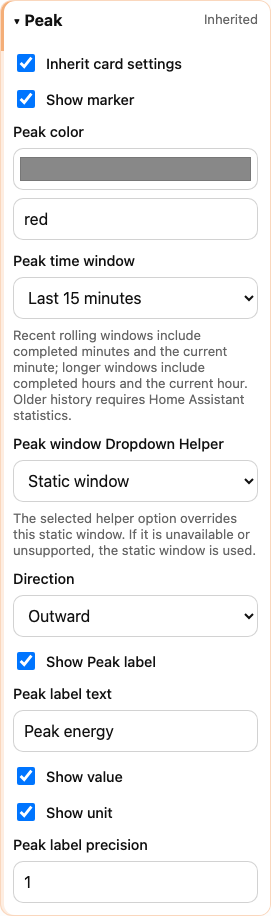 ▾ Peak Inherited
Inherit card settings
Show marker
Peak color
red
Peak time window
Last 15 minutes
Recent rolling windows include
completed minutes and the current
minute; longer windows include
completed hours and the current hour.
Older history requires Home Assistant
statistics.
Peak window Dropdown Helper
Static window
The selected helper option overrides
this static window. If it is unavailable or
unsupported, the static window is used.
Direction
Outward
Show Peak label
Peak label text
Peak energy
Show value
Show unit
Peak label precision
1